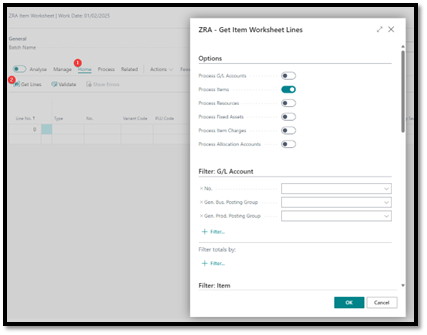 ZRA Item Worksheet | Work Date: 01/02/2025
General
Batch Name
1
Analyze Manage Home Process Related Actions
2
Get Lines Validate Show Errors
Line No. ↑ Type No. Variant Code
0
ZRA - Get Item Worksheet Lines
Options
Process G/L Accounts
Process Items
Process Resources
Process Fixed Assets
Process Item Charges
Process Allocation Accounts
Filter: G/L Account
× No.
× Gen. Bus. Posting Group
× Gen. Prod. Posting Group
+ Filter...
Filter totals by:
+ Filter...
Filter: Item
OK Cancel